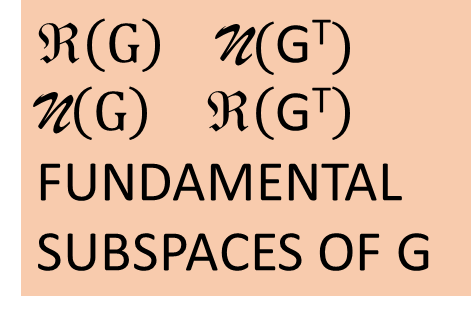 ℜ(G) 𝒩(Gᵀ)
𝒩(G) ℜ(Gᵀ)
FUNDAMENTAL
SUBSPACES OF G